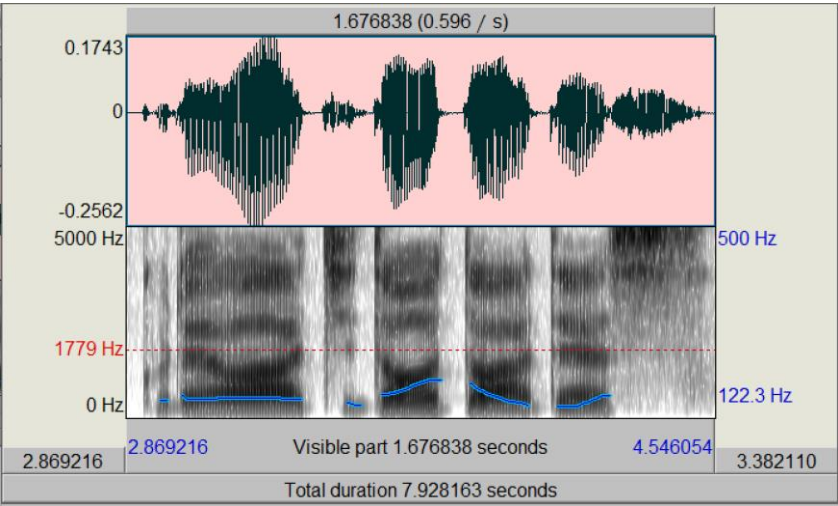 1.676838 (0.596 / s)
0.1743
0
-0.2562
5000 Hz 500 Hz
1779 Hz
0 Hz 122.3 Hz
2.869216 Visible part 1.676838 seconds 4.546054
2.869216 3.382110
Total duration 7.928163 seconds